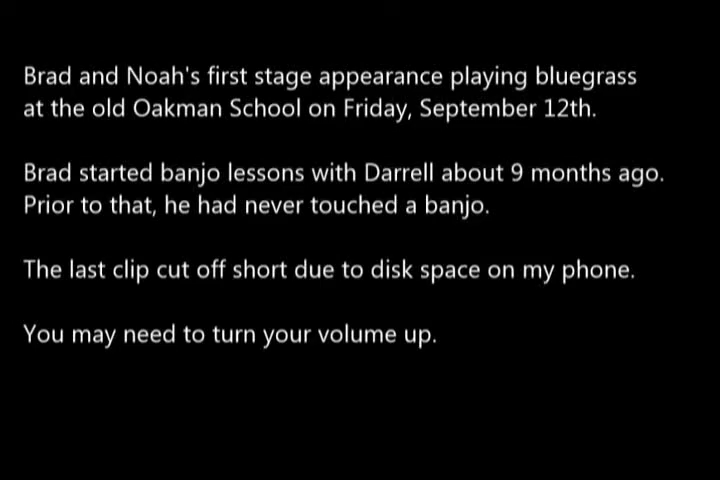 Brad and Noah's first stage appearance playing bluegrass
at the old Oakman School on Friday, September 12th.
Brad started banjo lessons with Darrell about 9 months ago.
Prior to that, he had never touched a banjo.
The last clip cut off short due to disk space on my phone.
You may need to turn your volume up.